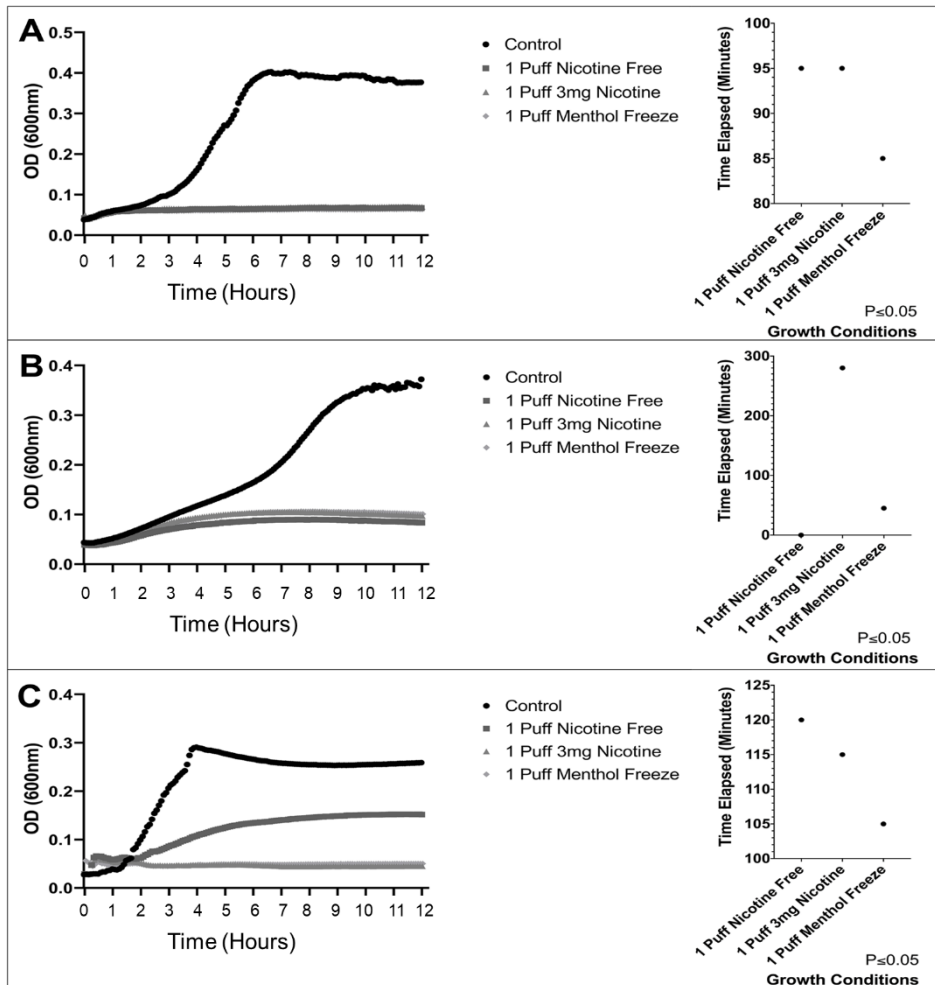 A
OD (600nm)
0.5
0.4
0.3
0.2
0.1
0.0
0 1 2 3 4 5 6 7 8 9 10 11 12
Time (Hours)
Control
1 Puff Nicotine Free
1 Puff 3mg Nicotine
1 Puff Menthol Freeze
Time Elapsed (Minutes)
100
95
90
85
80
1 Puff Nicotine Free
1 Puff 3mg Nicotine
1 Puff Menthol Freeze
P≤0.05
Growth Conditions
B
OD (600nm)
0.4
0.3
0.2
0.1
0.0
0 1 2 3 4 5 6 7 8 9 10 11 12
Time (Hours)
Control
1 Puff Nicotine Free
1 Puff 3mg Nicotine
1 Puff Menthol Freeze
Time Elapsed (Minutes)
300
200
100
0
1 Puff Nicotine Free
1 Puff 3mg Nicotine
1 Puff Menthol Freeze
P≤0.05
Growth Conditions
C
OD (600nm)
0.4
0.3
0.2
0.1
0.0
0 1 2 3 4 5 6 7 8 9 10 11 12
Time (Hours)
Control
1 Puff Nicotine Free
1 Puff 3mg Nicotine
1 Puff Menthol Freeze
Time Elapsed (Minutes)
125
120
115
110
105
100
1 Puff Nicotine Free
1 Puff 3mg Nicotine
1 Puff Menthol Freeze
P≤0.05
Growth Conditions